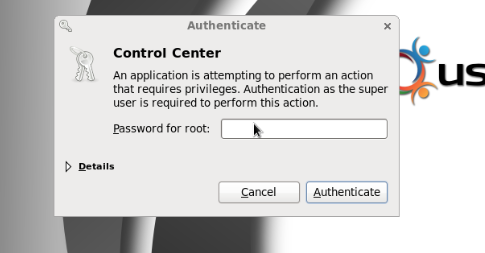 Authenticate
Control Center
An application is attempting to perform an action
that requires privileges. Authentication as the super
user is required to perform this action.
Password for root:
Details
Cancel
Authenticate
us